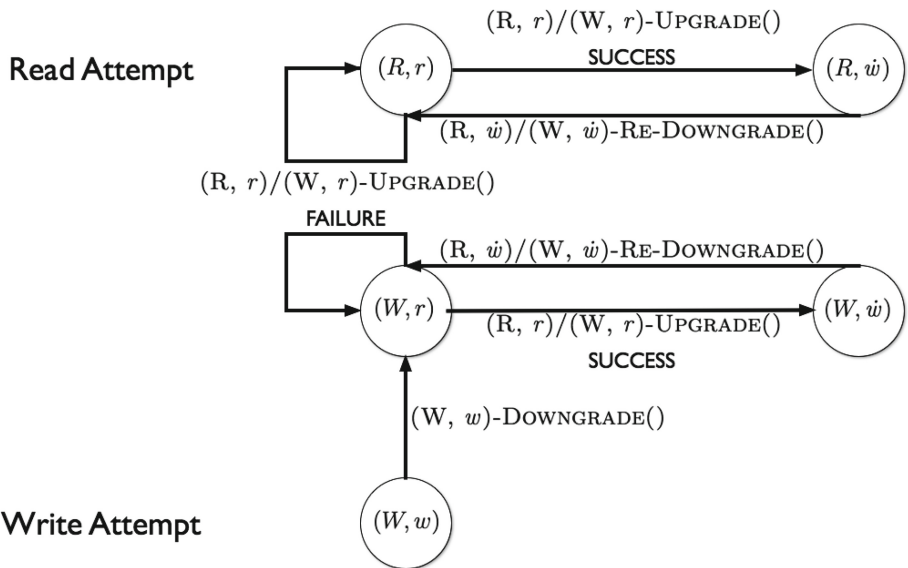 (R, r)/(W, r)-UPGRADE()
SUCCESS
Read Attempt
(R, r)
(R, ẇ)
(R, ẇ)/(W, ẇ)-RE-DOWNGRADE()
(R, r)/(W, r)-UPGRADE()
FAILURE
(R, ẇ)/(W, ẇ)-RE-DOWNGRADE()
(W, r)
(W, ẇ)
(R, r)/(W, r)-UPGRADE()
SUCCESS
(W, w)-DOWNGRADE()
Write Attempt
(W, w)